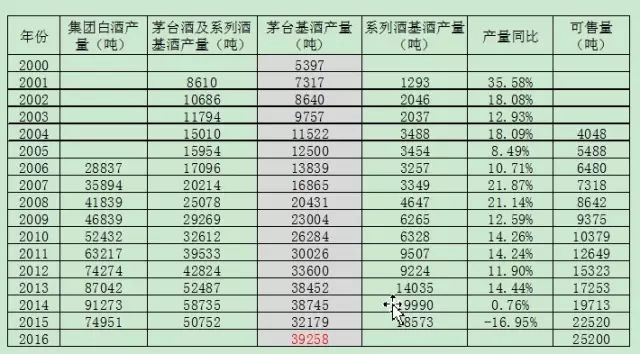 年份 集团白酒产量(吨) 茅台酒及系列酒基酒产量(吨) 茅台基酒产量(吨) 系列酒基酒产量(吨) 产量同比 可售量(吨)
2000 5397
2001 8610 7317 1293 35.58%
2002 10686 8640 2046 18.08%
2003 11794 9757 2037 12.93%
2004 15010 11522 3488 18.09% 4048
2005 15954 12500 3454 8.49% 5488
2006 28837 17096 13839 3257 10.71% 6480
2007 35894 20214 16865 3349 21.87% 7318
2008 41839 25078 20431 4647 21.14% 8642
2009 46839 29269 23004 6265 12.59% 9375
2010 52432 32612 26284 6328 14.26% 10379
2011 63217 39533 30026 9507 14.24% 12649
2012 74274 42824 33600 9224 11.90% 15323
2013 87042 52487 38452 14035 14.44% 17253
2014 91273 58735 38745 0.76% 19713
2015 74951 50752 32179 -16.95% 22520
2016 39258 25200